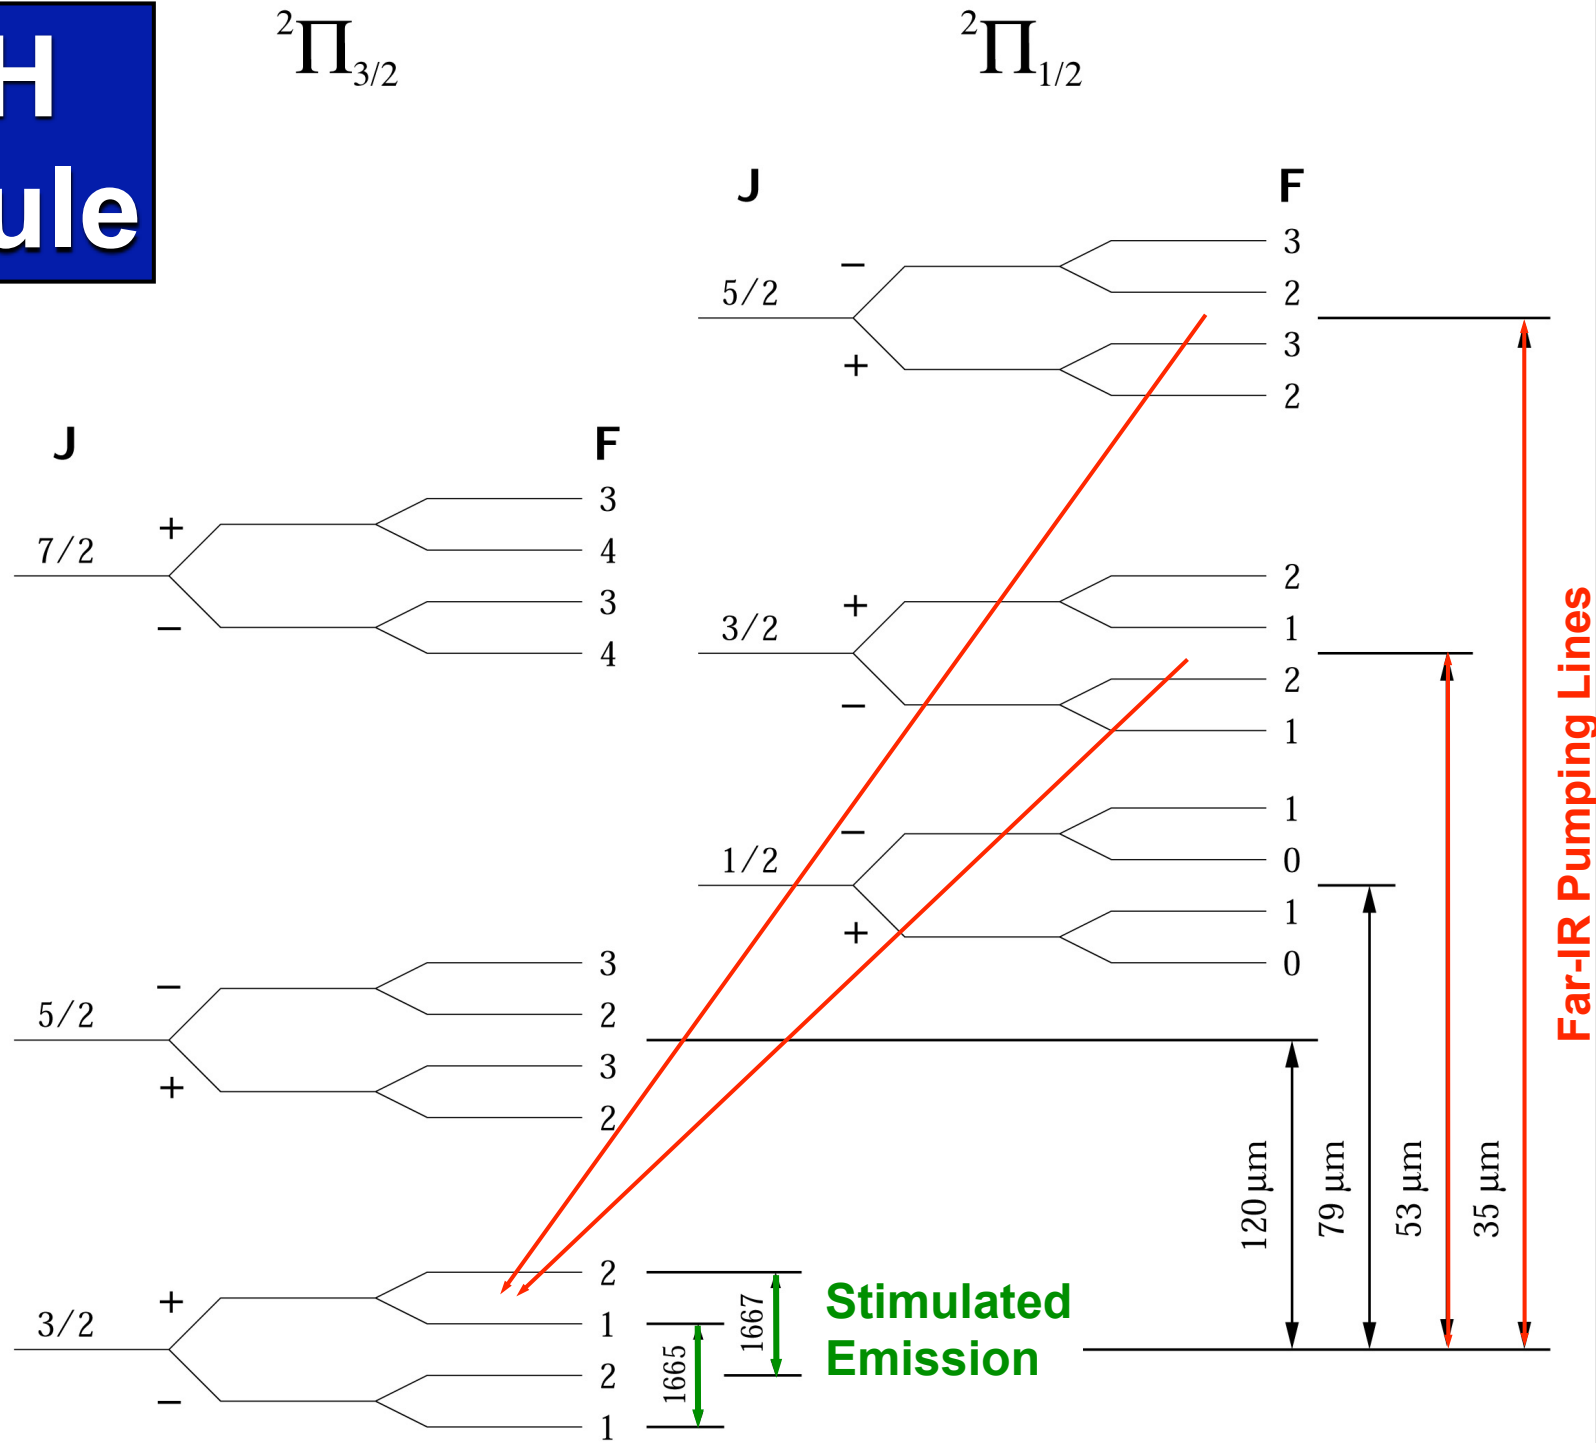 H
ule
²Π3/2
²Π1/2
J F
5/2 − 3
2
+ 3
2
3/2 + 2
1
− 2
1
1/2 − 1
0
+ 1
0
J F
7/2 + 3
4
− 3
4
5/2 − 3
2
+ 3
2
3/2 + 2
1
− 2
1
1665
1667
Stimulated
Emission
120 μm
79 μm
53 μm
35 μm
Far-IR Pumping Lines